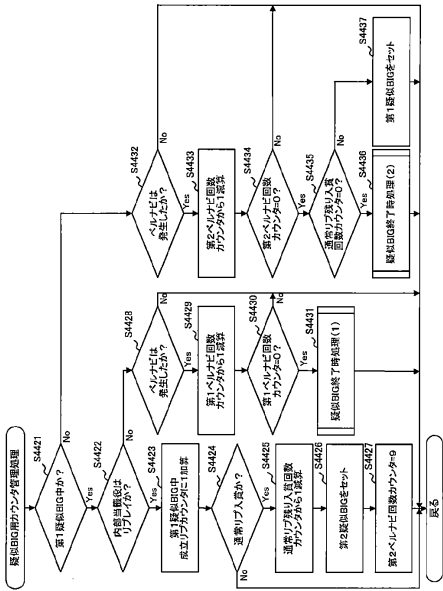 疑似BIG用カウンタ管理処理
S4421
第1疑似BIG中か？
No
Yes
S4422
内部当籤役は
リプレイか？
No
Yes
S4423
第1疑似BIG中
成立リプカウンタに1加算
S4424
通常リプ入賞か？
No
Yes
S4425
通常リプ残り入賞回数
カウンタから1減算
S4426
第2疑似BIGをセット
S4427
第2ベルナビ回数カウンタ=9
S4428
ベルナビは
発生したか？
No
Yes
S4429
第1ベルナビ回数
カウンタから1減算
S4430
第1ベルナビ回数
カウンタ=0？
No
Yes
S4431
疑似BIG終了時処理(1)
S4432
ベルナビは
発生したか？
No
Yes
S4433
第2ベルナビ回数
カウンタから1減算
S4434
第2ベルナビ回数
カウンタ=0？
No
Yes
S4435
通常リプ残り入賞
回数カウンタ=0？
No
Yes
S4436
疑似BIG終了時処理(2)
S4437
第1疑似BIGをセット
戻る